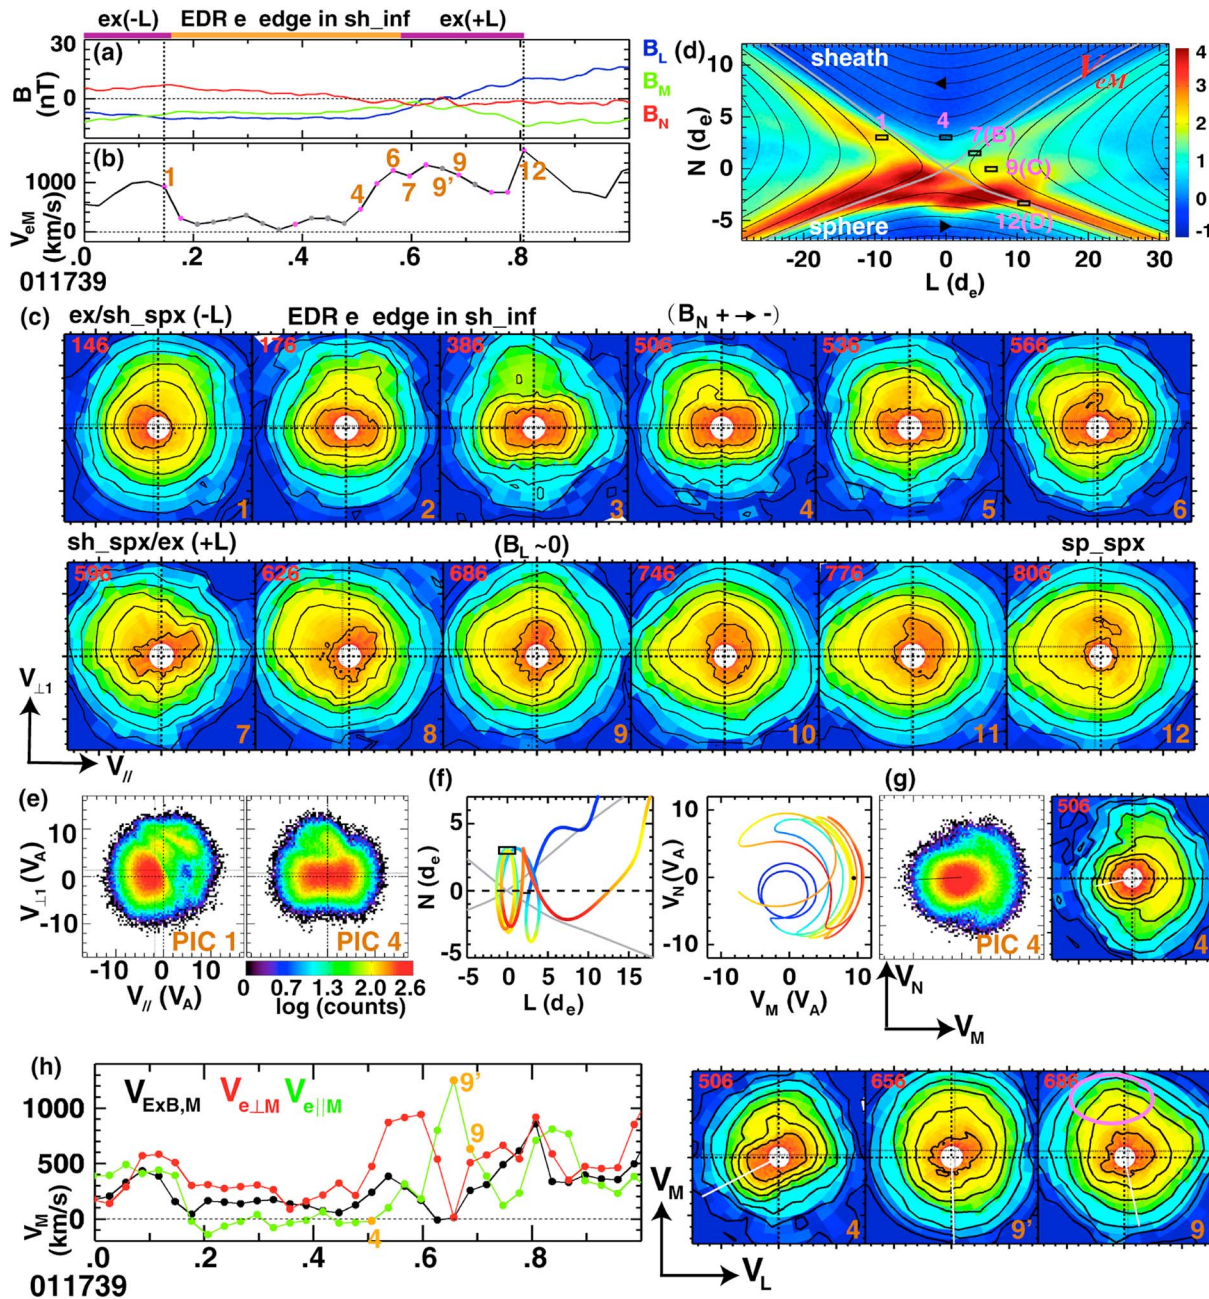 ex(-L) EDR e edge in sh_inf ex(+L)
(a)
30
0
B
(nT)
B_L
B_M
B_N
(b)
1000
0
V_eM
(km/s)
1 4 6 7 9' 9 12
0 .2 .4 .6 .8
011739
(d)
sheath
V_eM
1 4 7(B) 9(C) 12(D)
sphere
10
5
0
-5
N (d_e)
-20 -10 0 10 20 30
L (d_e)
4
3
2
1
0
-1
(c) ex/sh_spx (-L) EDR e edge in sh_inf (B_N + → -)
146 176 386 506 536 566
1 2 3 4 5 6
sh_spx/ex (+L) (B_L ~0) sp_spx
596 626 686 746 776 806
7 8 9 10 11 12
V_⊥1
V_//
(e)
10
0
-10
V_⊥1 (V_A)
PIC 1 PIC 4
-10 0 10
V_// (V_A)
0 0.7 1.3 2.0 2.6
log (counts)
(f)
5
0
-5
N (d_e)
-5 0 5 10 15
L (d_e)
10
0
-10
V_N (V_A)
-5 0 5 10
V_M (V_A)
(g)
506
PIC 4 4
V_N
V_M
(h)
V_ExB,M V_e⊥M V_e||M
9'
9
4
1000
500
0
V_M
(km/s)
0.0 .2 .4 .6 .8
011739
506 656 686
4 9' 9
V_M
V_L